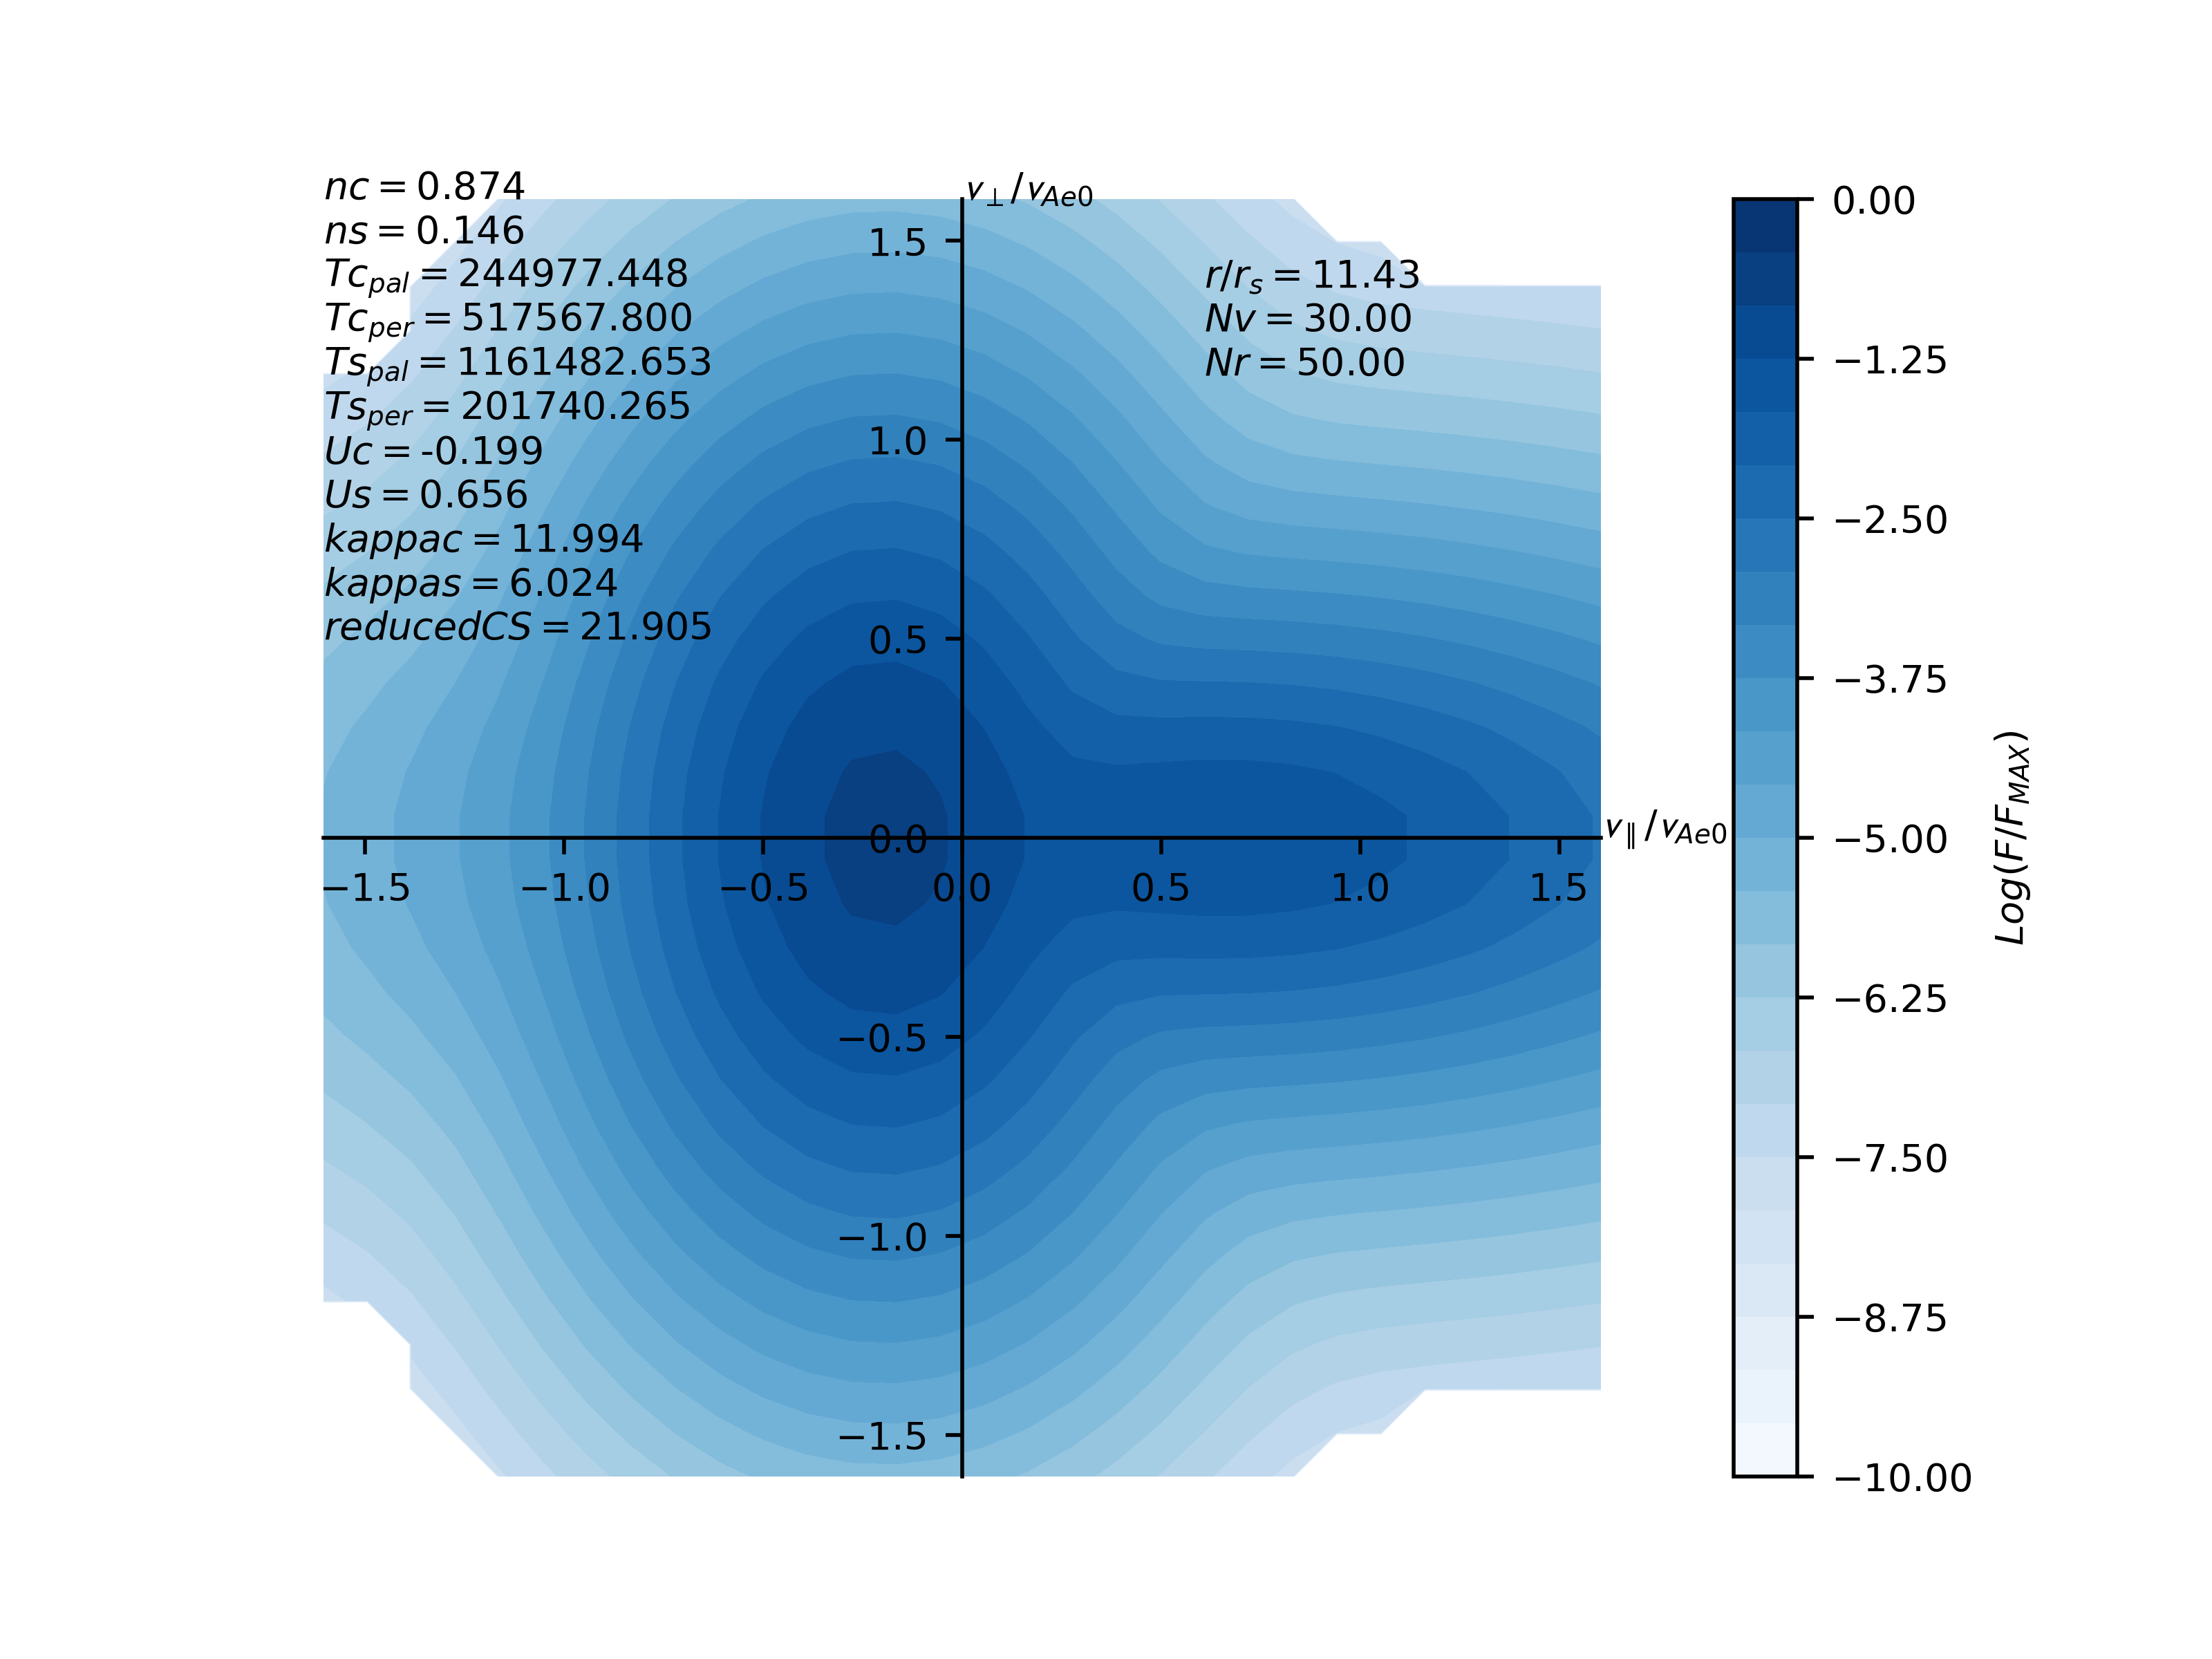 nc = 0.874
ns = 0.146
Tc_pal = 244977.448
Tc_per = 517567.800
Ts_pal = 1161482.653
Ts_per = 201740.265
Uc = -0.199
Us = 0.656
kappac = 11.994
kappas = 6.024
reducedCS = 21.905
v⊥/v_Ae0
r/r_s = 11.43
Nv = 30.00
Nr = 50.00
1.5
1.0
0.5
0.0
−0.5
−1.0
−1.5
−1.5 −1.0 −0.5 0.0 0.5 1.0 1.5
v∥/v_Ae0
0.00
−1.25
−2.50
−3.75
−5.00
−6.25
−7.50
−8.75
−10.00
Log(F/F_MAX)